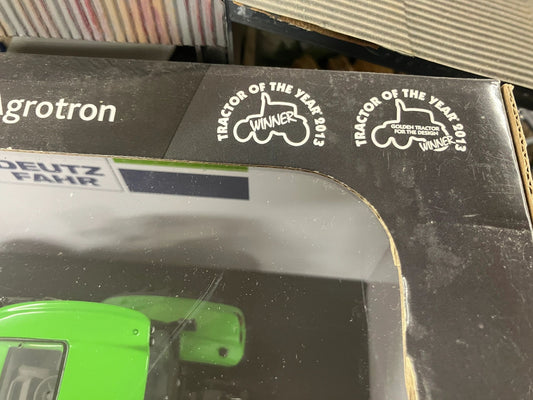 Agrotron
TRACTOR OF THE YEAR 2013
WINNER
TRACTOR OF THE YEAR 2013
GOLDEN TRACTOR
FOR THE DESIGN
WINNER
DEUTZ
FAHR